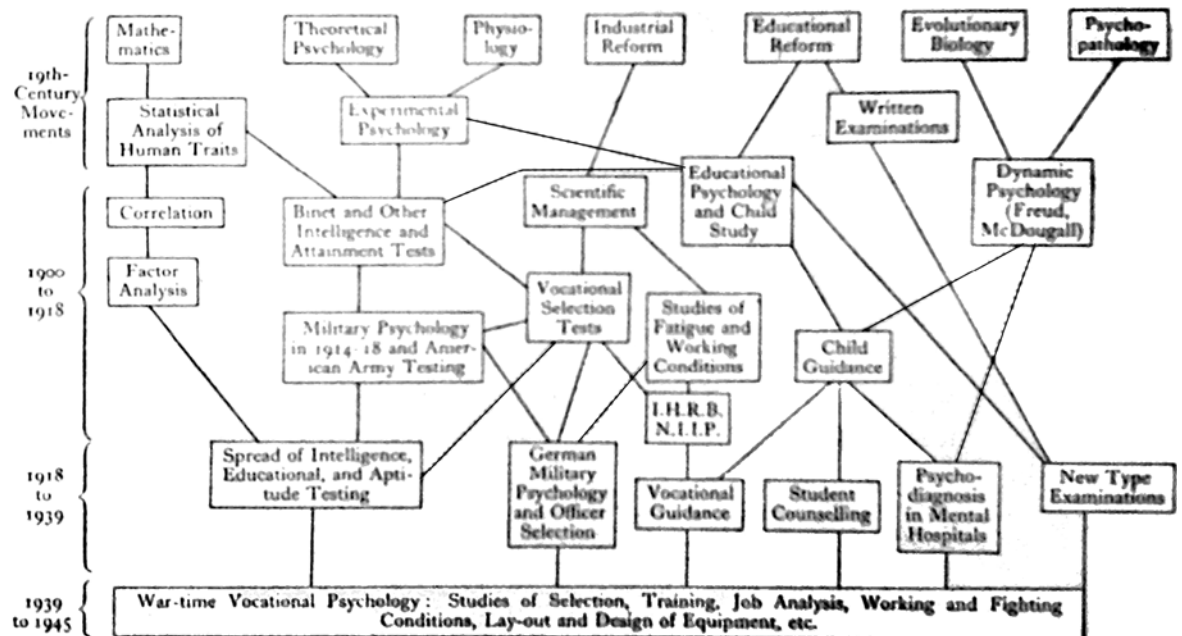 Mathe-
matics
Theoretical
Psychology
Physio-
logy
Industrial
Reform
Educational
Reform
Evolutionary
Biology
Psycho-
pathology
19th-
Century
Move-
ments
Statistical
Analysis of
Human Traits
Experimental
Psychology
Written
Examinations
1900
to
1918
Correlation
Binet and Other
Intelligence and
Attainment Tests
Scientific
Management
Educational
Psychology
and Child
Study
Dynamic
Psychology
(Freud,
McDougall)
Factor
Analysis
Military Psychology
in 1914-18 and Amer-
ican Army Testing
Vocational
Selection
Tests
Studies of
Fatigue and
Working
Conditions
Child
Guidance
I.H.R.B.
N.I.I.P.
1918
to
1939
Spread of Intelligence,
Educational, and Apti-
tude Testing
German
Military
Psychology
and Officer
Selection
Vocational
Guidance
Student
Counselling
Psycho-
diagnosis
in Mental
Hospitals
New Type
Examinations
1939
to 1945
War-time Vocational Psychology: Studies of Selection, Training, Job Analysis, Working and Fighting
Conditions, Lay-out and Design of Equipment, etc.